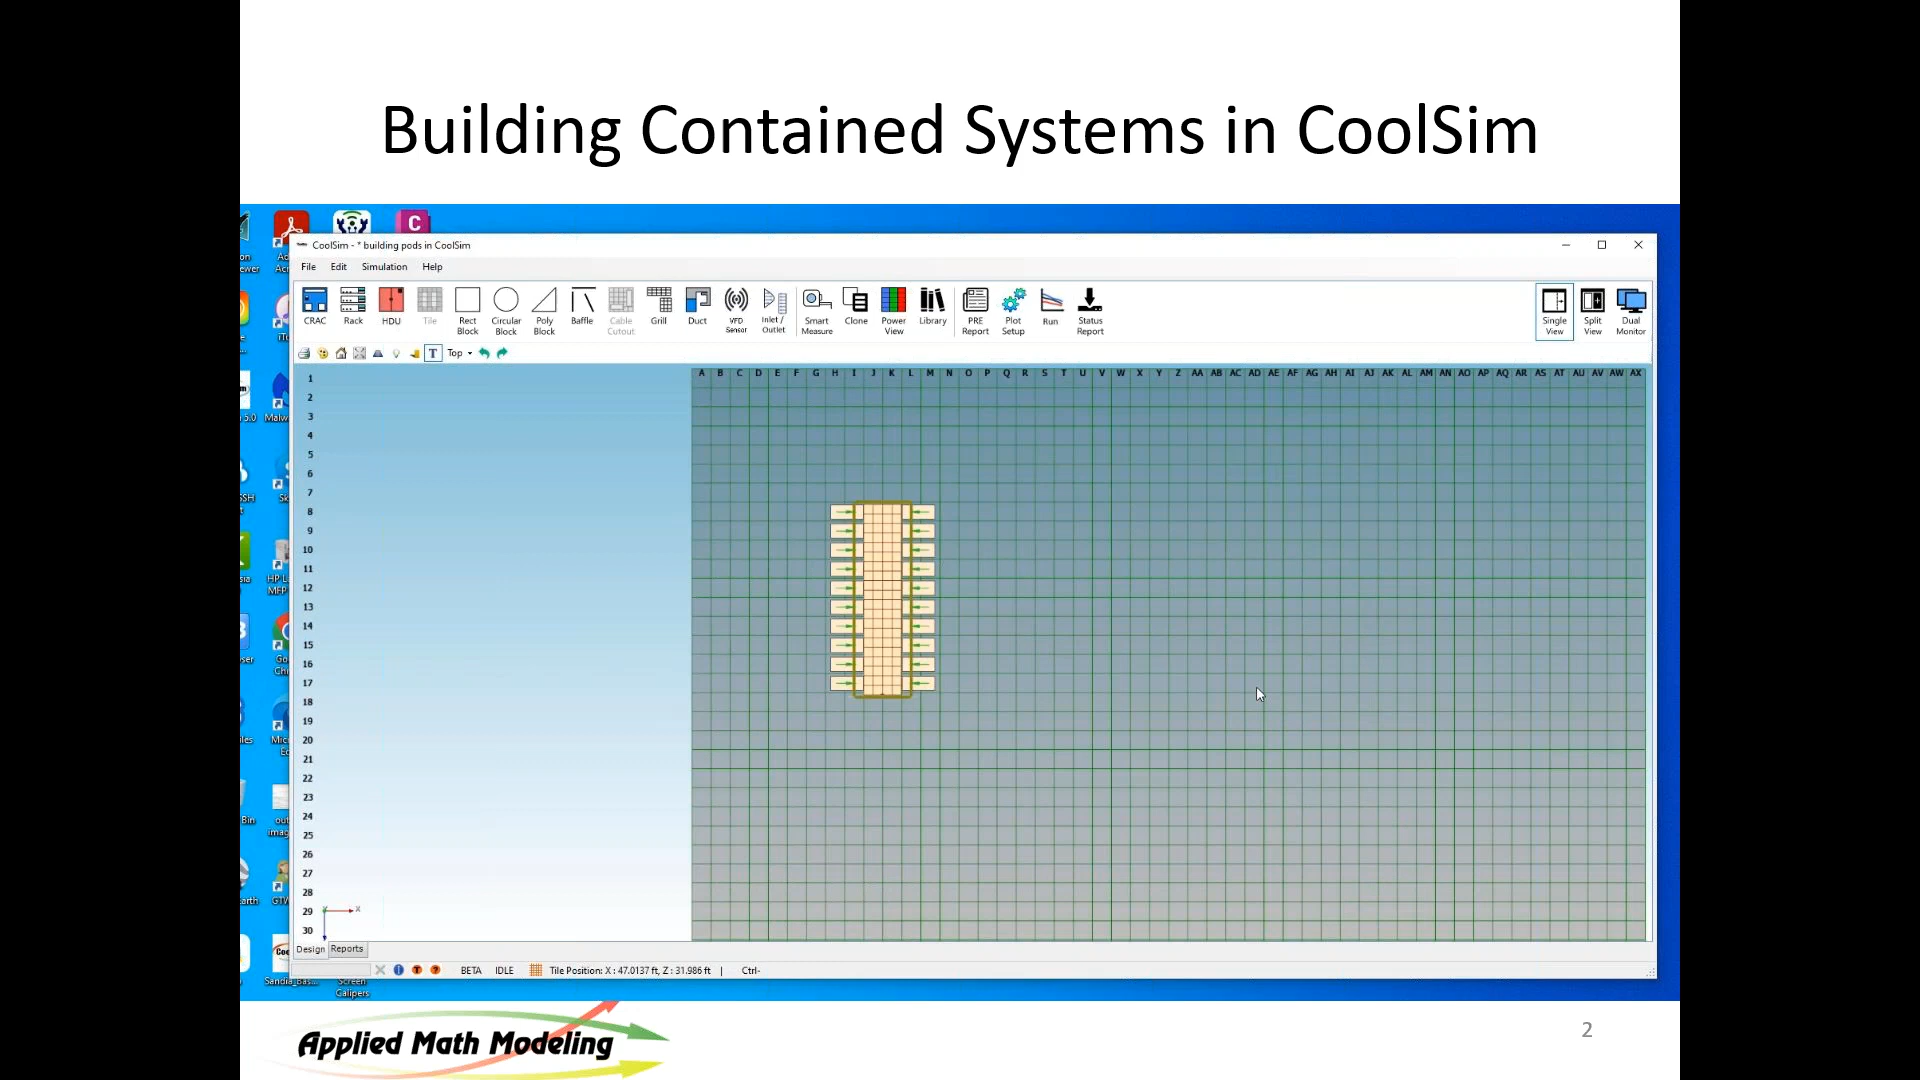 Building Contained Systems in CoolSim
C
CoolSim - * building pods in CoolSim
File Edit Simulation Help
CRAC Rack HDU Tile Rect Block Circular Block Poly Block Baffle Cable Cutout Grill Duct VFD Sensor Inlet / Outlet Smart Measure Clone Power View Library PRE Report Plot Setup Run Status Report Single View Split View Dual Monitor
T Top
A B C D E F G H I J K L M N O P Q R S T U V W X Y Z AA AB AC AD AE AF AG AH AI AJ AK AL AM AN AO AP AQ AR AS AT AU AV AW AX
1
2
3
4
5
6
7
8
9
10
11
12
13
14
15
16
17
18
19
20
21
22
23
24
25
26
27
28
29
30
X
Design Reports
BETA IDLE Tile Position: X : 47.0137 ft, Z : 31.986 ft | Ctrl-
Sandia_Bas... Screen
Calipers
Applied Math Modeling
2